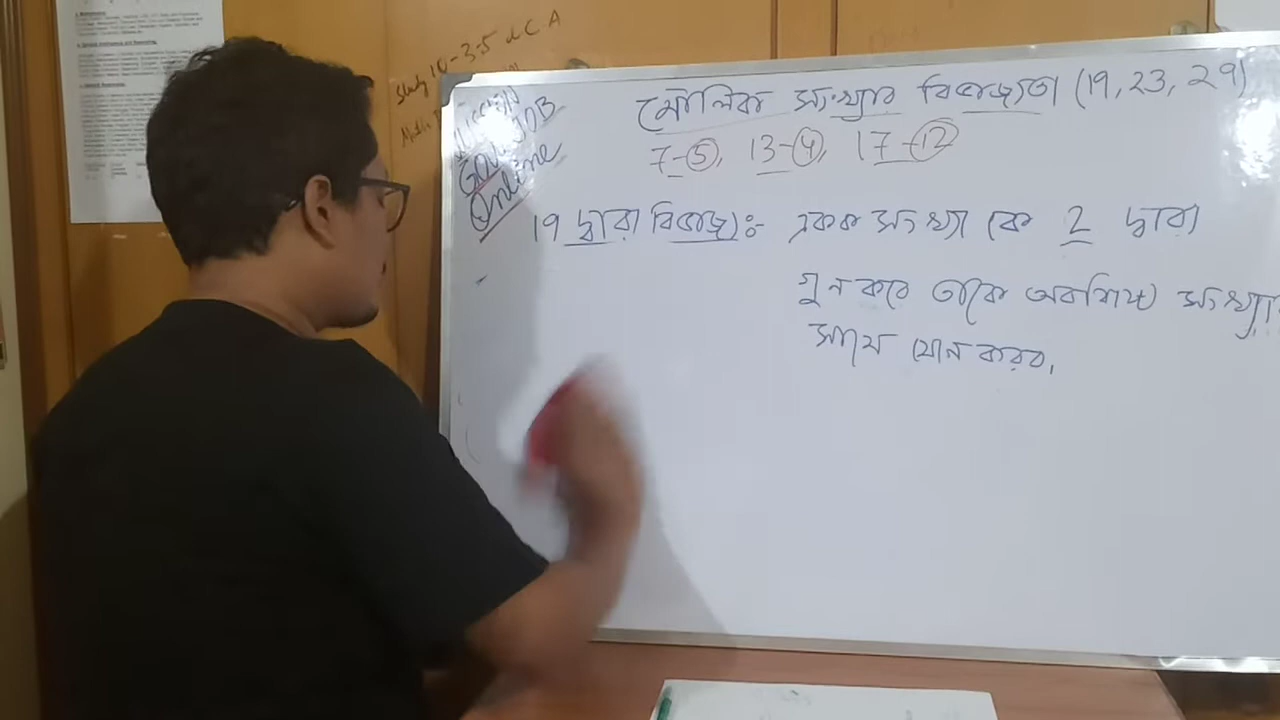 Study 10-3-5
GOVT JOB
Online
মৌলিক সংখ্যার বিভাজ্যতা (19, 23, 29)
7-5, 13-4, 17-12
19 দ্বারা বিভাজ্য:- একক সংখ্যা কে 2 দ্বারা
গুন করে তাকে অবশিষ্ট সংখ্যার
সাথে যোগ করব,